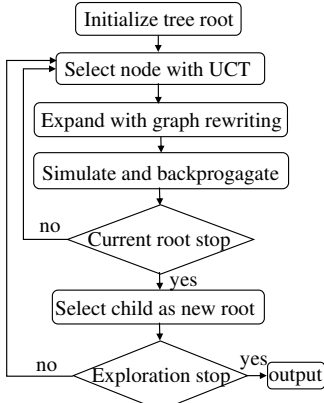 Initialize tree root
Select node with UCT
Expand with graph rewriting
Simulate and backprogagate
no
Current root stop
yes
Select child as new root
no
Exploration stop
yes
output